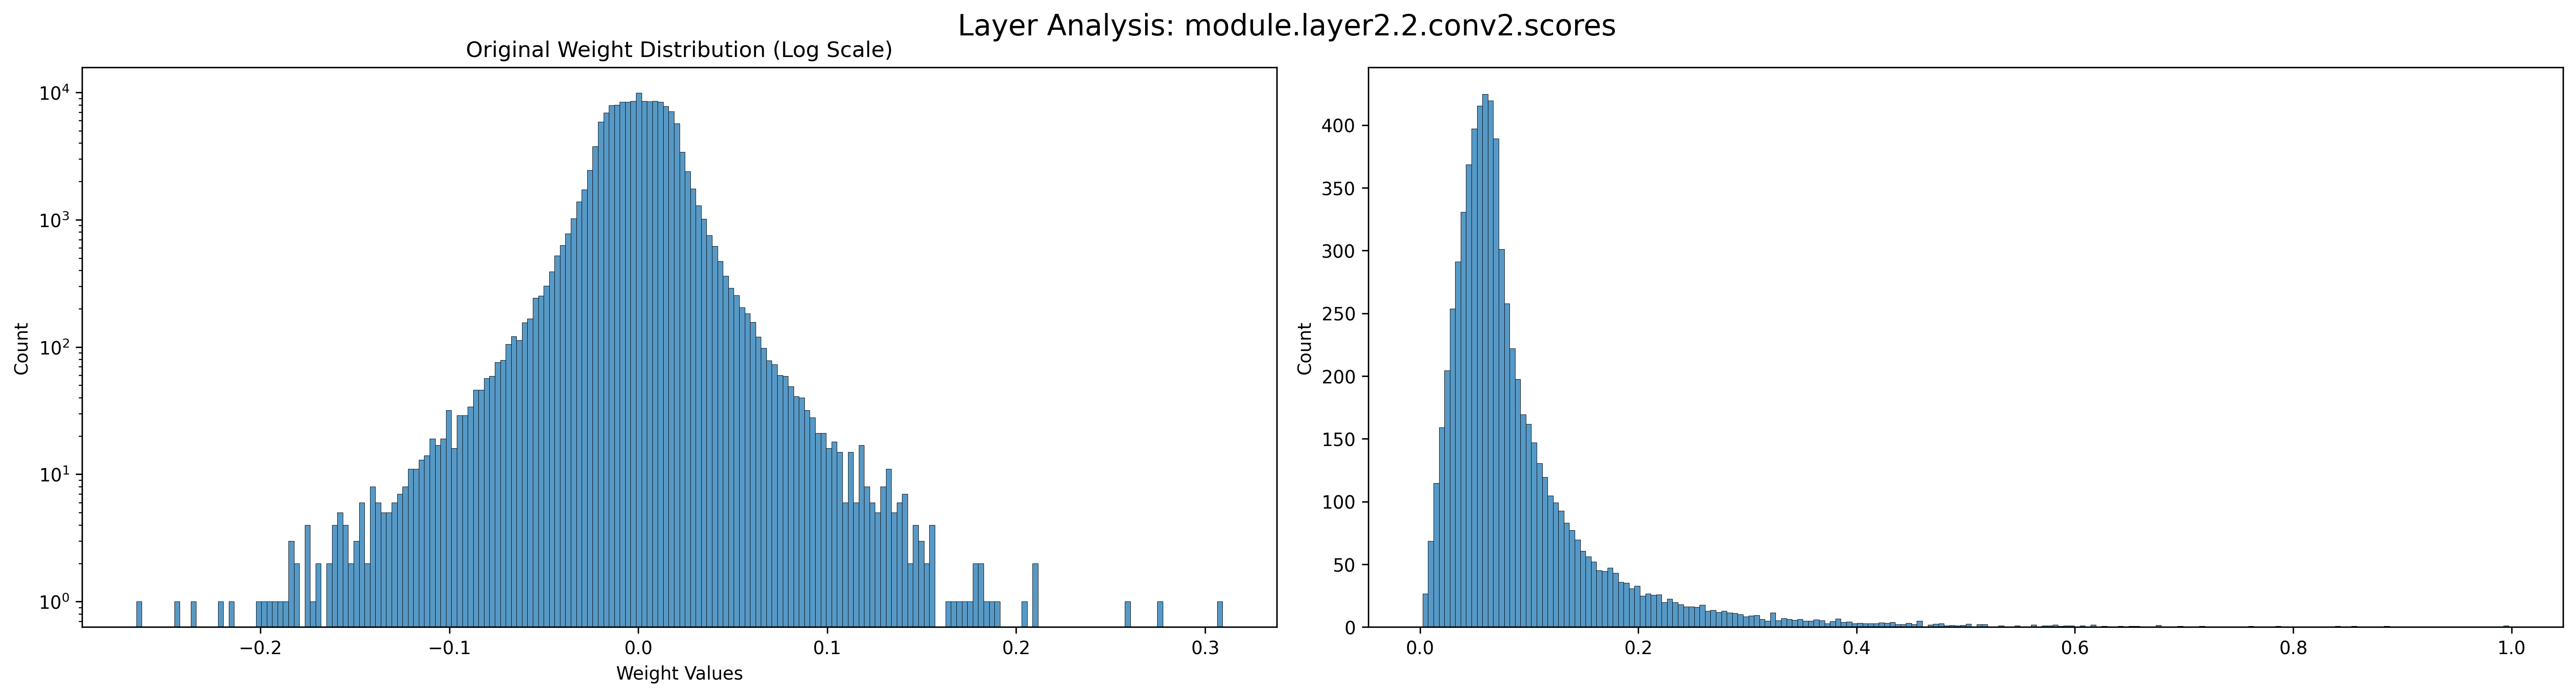 Layer Analysis: module.layer2.2.conv2.scores
Original Weight Distribution (Log Scale)
Count
10⁴
10³
10²
10¹
10⁰
−0.2 −0.1 0.0 0.1 0.2 0.3
Weight Values
Count
400
350
300
250
200
150
100
50
0
0.0 0.2 0.4 0.6 0.8 1.0